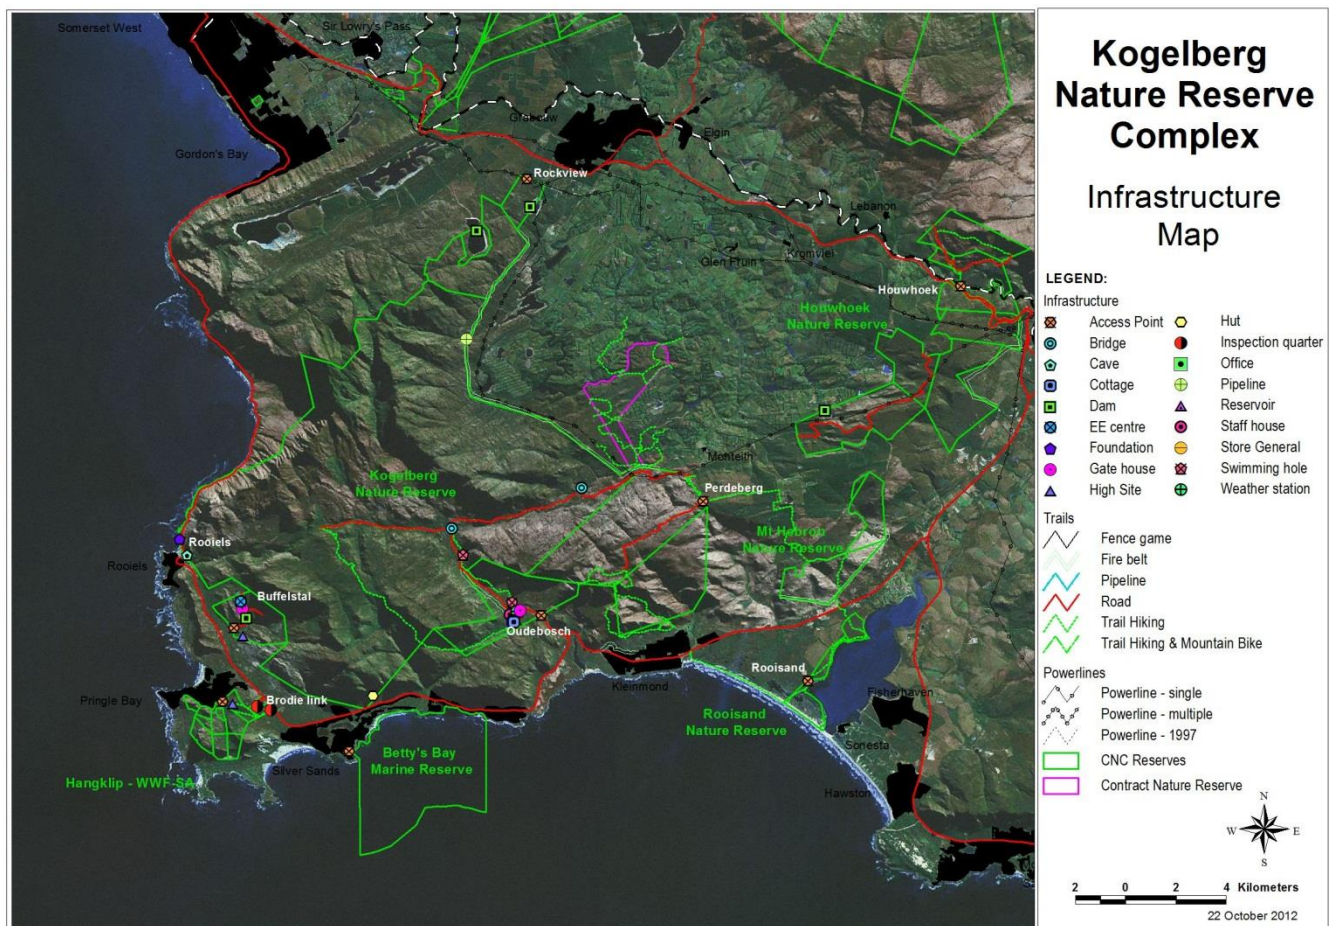 Somerset West
Sir Lowry's Pass
Grabouw
Elgin
Gordon's Bay
Rockview
Lebanon
Glen Fruin
Kromvlei
Houwhoek
Houwhoek
Nature Reserve
Monteith
Kogelberg
Nature Reserve
Perdeberg
Mt Hebron
Nature Reserve
Rooiels
Rooiels
Buffelstal
Oudebosch
Rooisand
Kleinmond
Fisherhaven
Pringle Bay
Brodie link
Rooisand
Nature Reserve
Sonesta
Betty's Bay
Marine Reserve
Silver Sands
Hangklip - WWF-SA
Hawston
Kogelberg
Nature Reserve
Complex
Infrastructure
Map
LEGEND:
Infrastructure
Access Point
Bridge
Cave
Cottage
Dam
EE centre
Foundation
Gate house
High Site
Hut
Inspection quarter
Office
Pipeline
Reservoir
Staff house
Store General
Swimming hole
Weather station
Trails
Fence game
Fire belt
Pipeline
Road
Trail Hiking
Trail Hiking & Mountain Bike
Powerlines
Powerline - single
Powerline - multiple
Powerline - 1997
CNC Reserves
Contract Nature Reserve
N
W E
S
2 0 2 4 Kilometers
22 October 2012